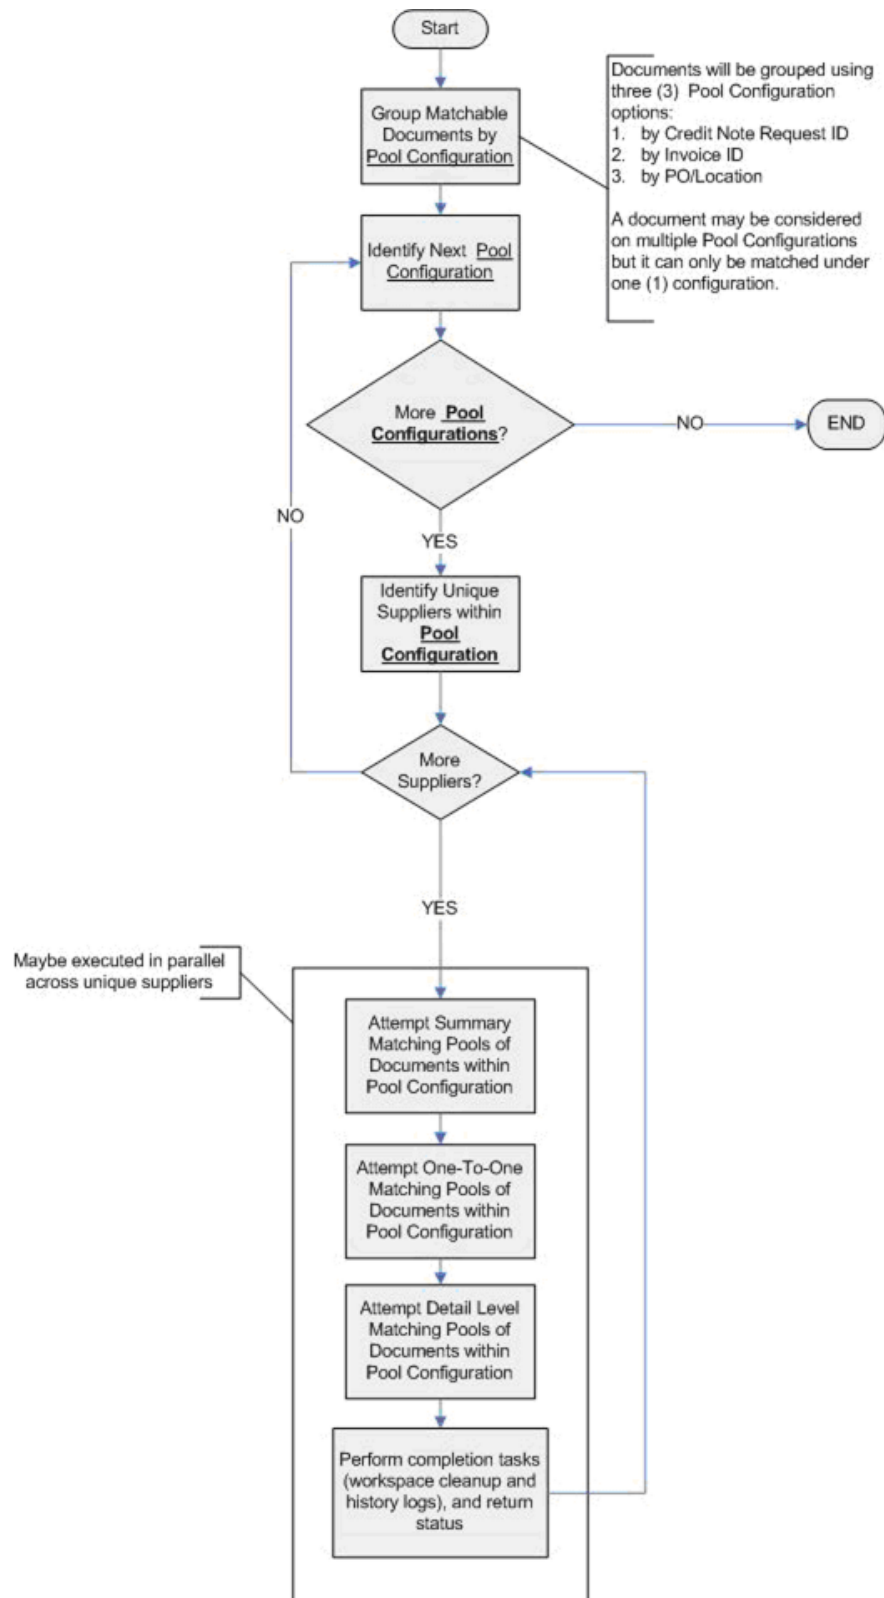 Start
Group Matchable
Documents by
Pool Configuration
Documents will be grouped using
three (3) Pool Configuration
options:
1. by Credit Note Request ID
2. by Invoice ID
3. by PO/Location
A document may be considered
on multiple Pool Configurations
but it can only be matched under
one (1) configuration.
Identify Next Pool
Configuration
More Pool
Configurations?
NO
END
NO
YES
Identify Unique
Suppliers within
Pool
Configuration
More
Suppliers?
YES
Maybe executed in parallel
across unique suppliers
Attempt Summary
Matching Pools of
Documents within
Pool Configuration
Attempt One-To-One
Matching Pools of
Documents within
Pool Configuration
Attempt Detail Level
Matching Pools of
Documents within
Pool Configuration
Perform completion tasks
(workspace cleanup and
history logs), and return
status